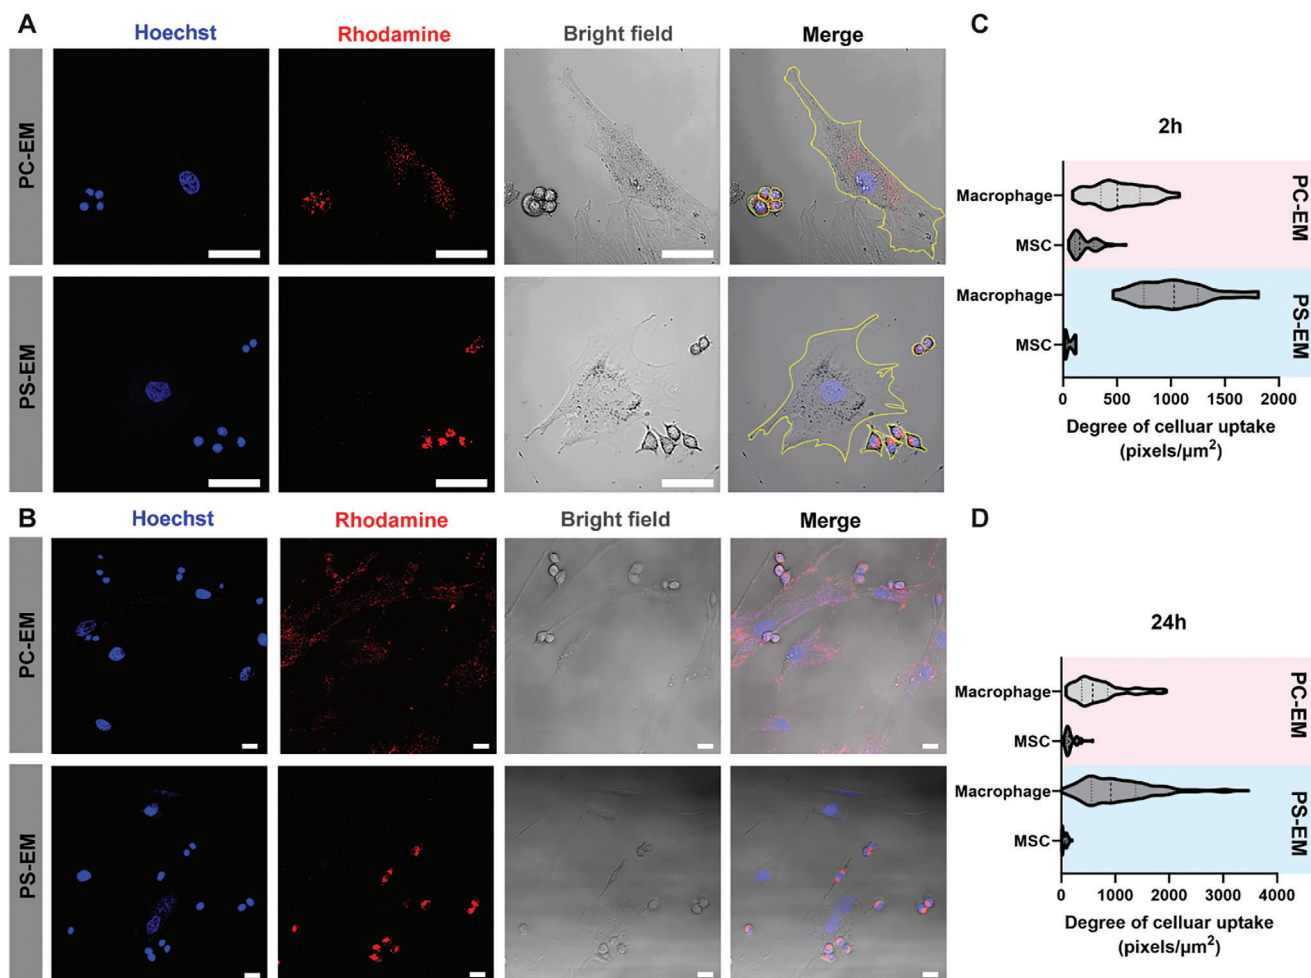 A
Hoechst
Rhodamine
Bright field
Merge
PC-EM
PS-EM
B
Hoechst
Rhodamine
Bright field
Merge
PC-EM
PS-EM
C
2h
Macrophage
MSC
Macrophage
MSC
PC-EM
PS-EM
0 500 1000 1500 2000
Degree of celluar uptake
(pixels/µm²)
D
24h
Macrophage
MSC
Macrophage
MSC
PC-EM
PS-EM
0 1000 2000 3000 4000
Degree of celluar uptake
(pixels/µm²)